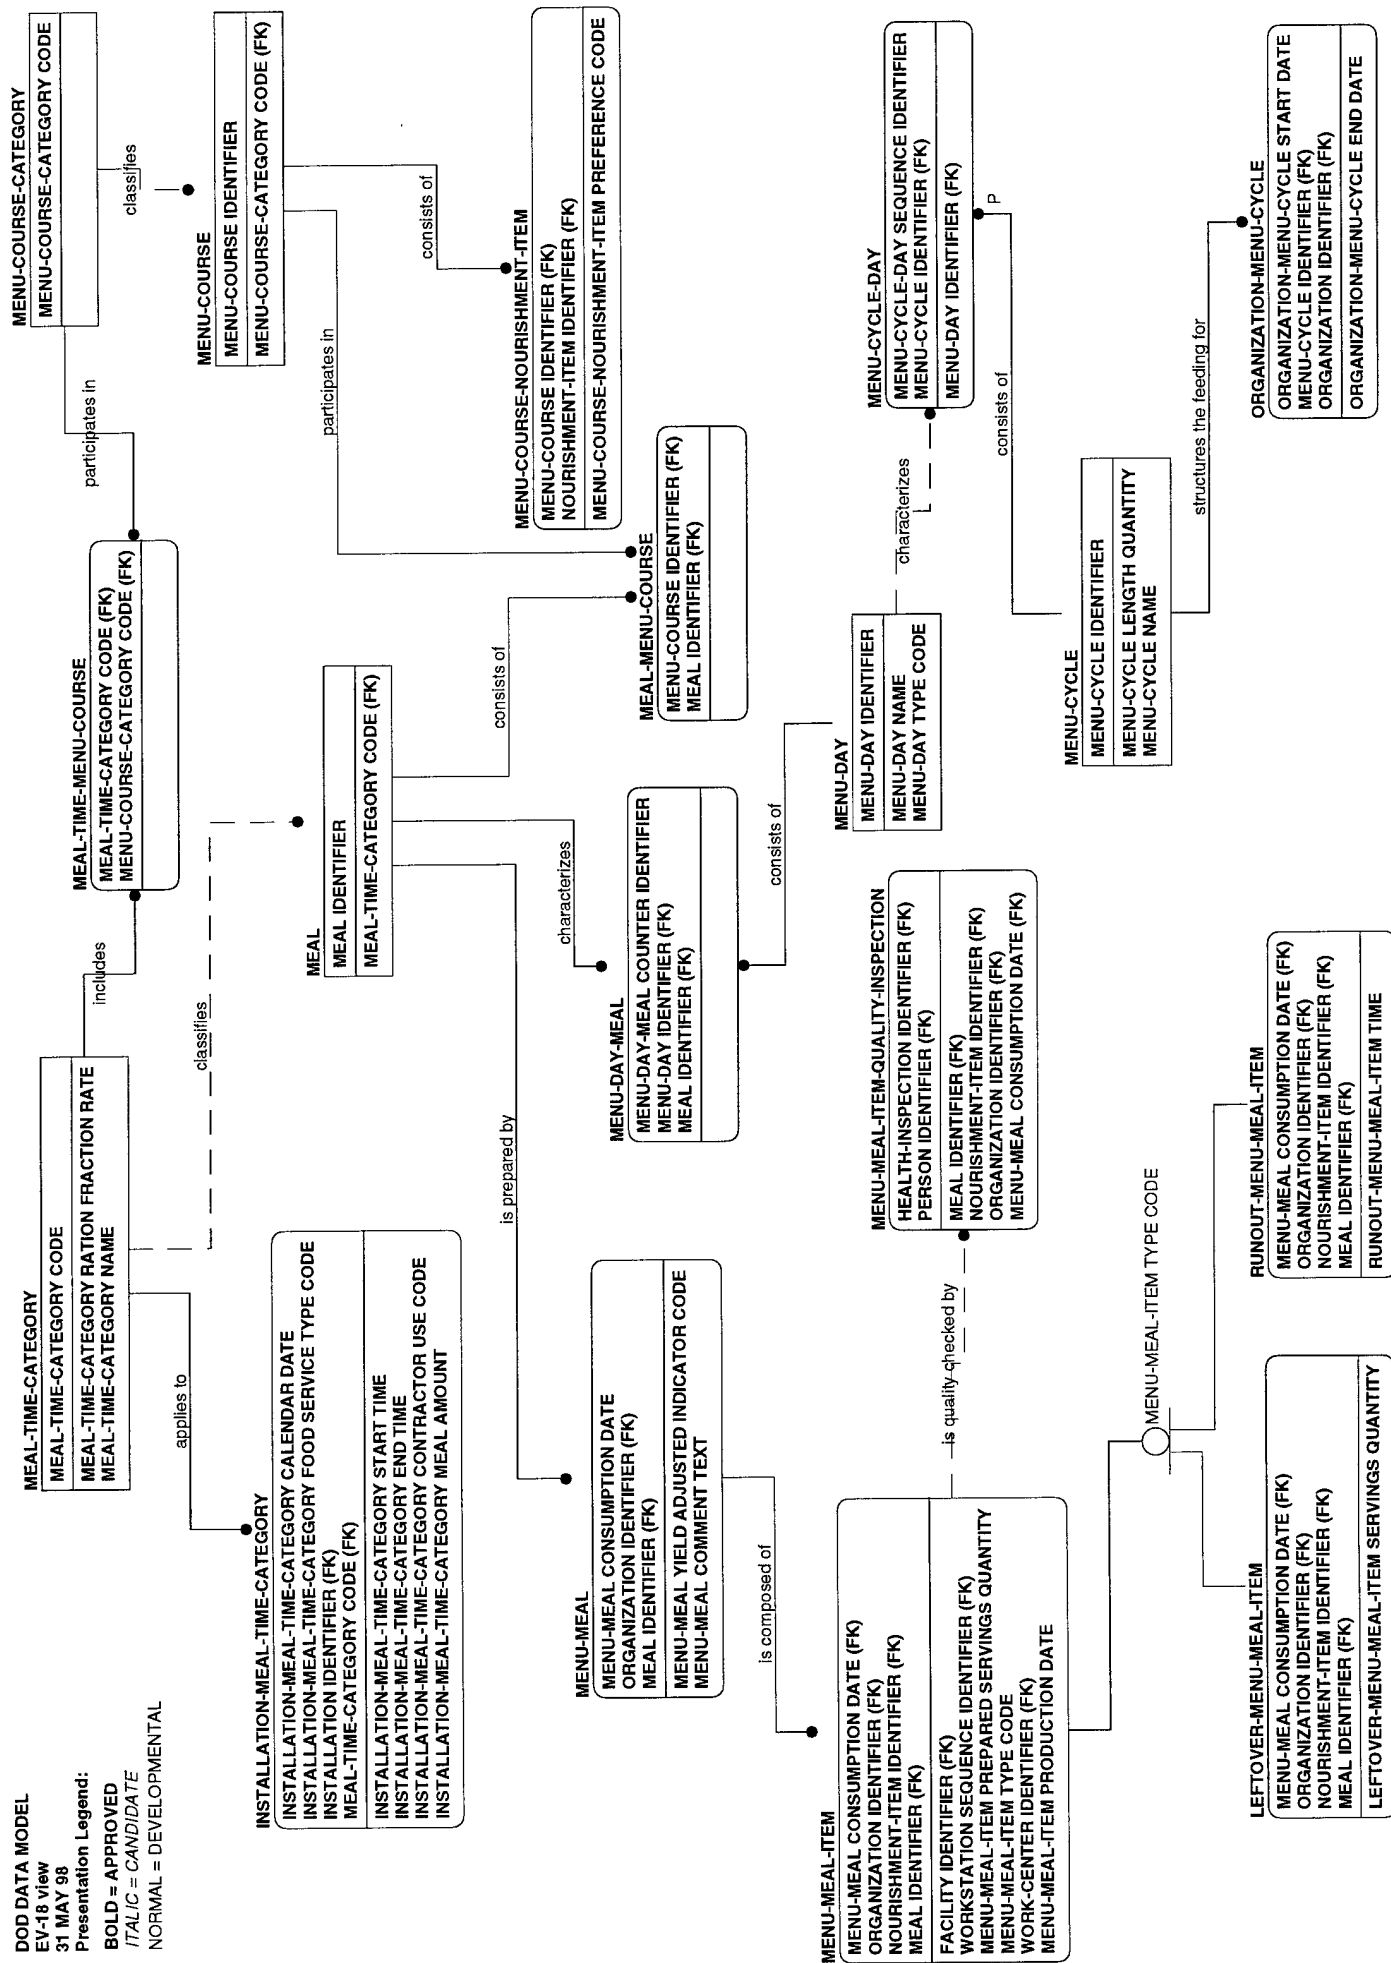 DOD DATA MODEL
EV-18 view
31 MAY 98
Presentation Legend:
BOLD = APPROVED
ITALIC = CANDIDATE
NORMAL = DEVELOPMENTAL
MEAL-TIME-CATEGORY
MEAL-TIME-CATEGORY CODE
MEAL-TIME-CATEGORY RATION FRACTION RATE
MEAL-TIME-CATEGORY NAME
includes
applies to
classifies
MEAL-TIME-MENU-COURSE
MEAL-TIME-CATEGORY CODE (FK)
MENU-COURSE-CATEGORY CODE (FK)
participates in
MENU-COURSE-CATEGORY
MENU-COURSE-CATEGORY CODE
classifies
MENU-COURSE
MENU-COURSE IDENTIFIER
MENU-COURSE-CATEGORY CODE (FK)
participates in
consists of
INSTALLATION-MEAL-TIME-CATEGORY
INSTALLATION-MEAL-TIME-CATEGORY CALENDAR DATE
INSTALLATION-MEAL-TIME-CATEGORY FOOD SERVICE TYPE CODE
INSTALLATION IDENTIFIER (FK)
MEAL-TIME-CATEGORY CODE (FK)
INSTALLATION-MEAL-TIME-CATEGORY START TIME
INSTALLATION-MEAL-TIME-CATEGORY END TIME
INSTALLATION-MEAL-TIME-CATEGORY CONTRACTOR USE CODE
INSTALLATION-MEAL-TIME-CATEGORY MEAL AMOUNT
MEAL
MEAL IDENTIFIER
MEAL-TIME-CATEGORY CODE (FK)
is prepared by
characterizes
consists of
MENU-COURSE-NOURISHMENT-ITEM
MENU-COURSE IDENTIFIER (FK)
NOURISHMENT-ITEM IDENTIFIER (FK)
MENU-COURSE-NOURISHMENT-ITEM PREFERENCE CODE
MENU-MEAL
MENU-MEAL CONSUMPTION DATE
ORGANIZATION IDENTIFIER (FK)
MEAL IDENTIFIER (FK)
MENU-MEAL YIELD ADJUSTED INDICATOR CODE
MENU-MEAL COMMENT TEXT
is composed of
MENU-DAY-MEAL
MENU-DAY-MEAL COUNTER IDENTIFIER
MENU-DAY IDENTIFIER (FK)
MEAL IDENTIFIER (FK)
consists of
MEAL-MENU-COURSE
MENU-COURSE IDENTIFIER (FK)
MEAL IDENTIFIER (FK)
MENU-MEAL-ITEM
MENU-MEAL CONSUMPTION DATE (FK)
ORGANIZATION IDENTIFIER (FK)
NOURISHMENT-ITEM IDENTIFIER (FK)
MEAL IDENTIFIER (FK)
FACILITY IDENTIFIER (FK)
WORKSTATION SEQUENCE IDENTIFIER (FK)
MENU-MEAL-ITEM PREPARED SERVINGS QUANTITY
MENU-MEAL-ITEM TYPE CODE
WORK-CENTER IDENTIFIER (FK)
MENU-MEAL-ITEM PRODUCTION DATE
is quality checked by
MENU-MEAL-ITEM-QUALITY-INSPECTION
HEALTH-INSPECTION IDENTIFIER (FK)
PERSON IDENTIFIER (FK)
MEAL IDENTIFIER (FK)
NOURISHMENT-ITEM IDENTIFIER (FK)
ORGANIZATION IDENTIFIER (FK)
MENU-MEAL CONSUMPTION DATE (FK)
MENU-DAY
MENU-DAY IDENTIFIER
MENU-DAY NAME
MENU-DAY TYPE CODE
characterizes
MENU-CYCLE-DAY
MENU-CYCLE-DAY SEQUENCE IDENTIFIER
MENU-CYCLE IDENTIFIER (FK)
MENU-DAY IDENTIFIER (FK)
P
consists of
MENU-CYCLE
MENU-CYCLE IDENTIFIER
MENU-CYCLE LENGTH QUANTITY
MENU-CYCLE NAME
structures the feeding for
MENU-MEAL-ITEM TYPE CODE
LEFTOVER-MENU-MEAL-ITEM
MENU-MEAL CONSUMPTION DATE (FK)
ORGANIZATION IDENTIFIER (FK)
NOURISHMENT-ITEM IDENTIFIER (FK)
MEAL IDENTIFIER (FK)
LEFTOVER-MENU-MEAL-ITEM SERVINGS QUANTITY
RUNOUT-MENU-MEAL-ITEM
MENU-MEAL CONSUMPTION DATE (FK)
ORGANIZATION IDENTIFIER (FK)
NOURISHMENT-ITEM IDENTIFIER (FK)
MEAL IDENTIFIER (FK)
RUNOUT-MENU-MEAL-ITEM TIME
ORGANIZATION-MENU-CYCLE
ORGANIZATION-MENU-CYCLE START DATE
MENU-CYCLE IDENTIFIER (FK)
ORGANIZATION IDENTIFIER (FK)
ORGANIZATION-MENU-CYCLE END DATE